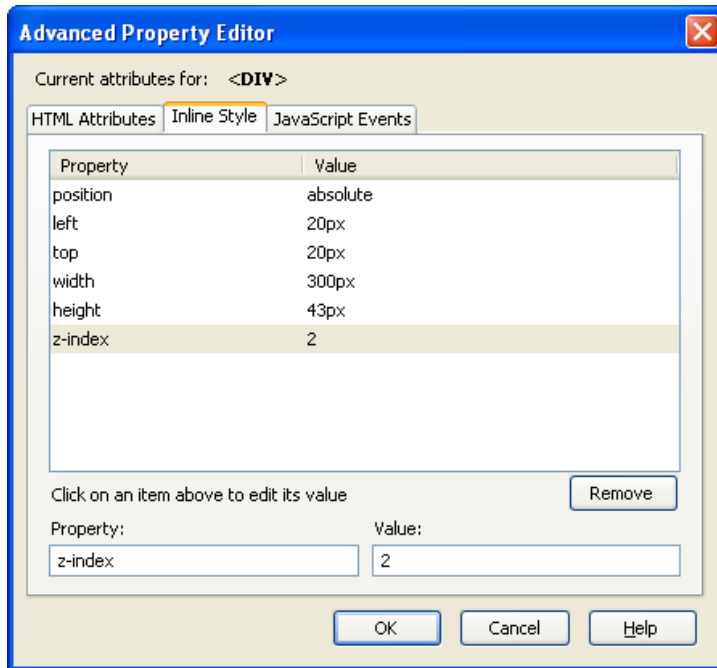 Advanced Property Editor
Current attributes for: <DIV>
HTML Attributes Inline Style JavaScript Events
Property Value
position absolute
left 20px
top 20px
width 300px
height 43px
z-index 2
Click on an item above to edit its value Remove
Property: Value:
z-index 2
OK Cancel Help